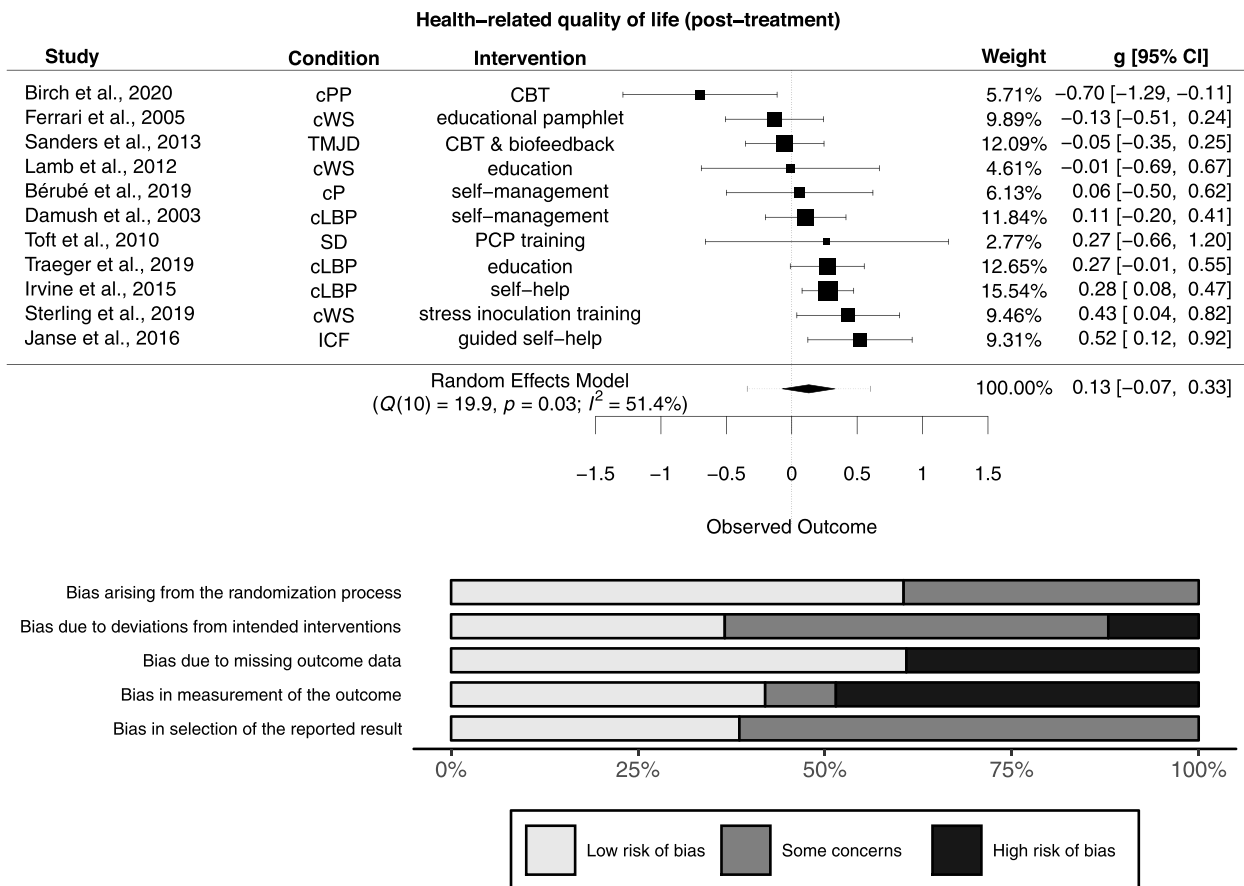 Health−related quality of life (post−treatment)
Study Condition Intervention Weight g [95% CI]
Birch et al., 2020 cPP CBT 5.71% −0.70 [−1.29, −0.11]
Ferrari et al., 2005 cWS educational pamphlet 9.89% −0.13 [−0.51, 0.24]
Sanders et al., 2013 TMJD CBT & biofeedback 12.09% −0.05 [−0.35, 0.25]
Lamb et al., 2012 cWS education 4.61% −0.01 [−0.69, 0.67]
Bérubé et al., 2019 cP self−management 6.13% 0.06 [−0.50, 0.62]
Damush et al., 2003 cLBP self−management 11.84% 0.11 [−0.20, 0.41]
Toft et al., 2010 SD PCP training 2.77% 0.27 [−0.66, 1.20]
Traeger et al., 2019 cLBP education 12.65% 0.27 [−0.01, 0.55]
Irvine et al., 2015 cLBP self−help 15.54% 0.28 [ 0.08, 0.47]
Sterling et al., 2019 cWS stress inoculation training 9.46% 0.43 [ 0.04, 0.82]
Janse et al., 2016 ICF guided self−help 9.31% 0.52 [ 0.12, 0.92]
Random Effects Model 100.00% 0.13 [−0.07, 0.33]
(Q(10) = 19.9, p = 0.03; I² = 51.4%)
−1.5 −1 −0.5 0 0.5 1 1.5
Observed Outcome
Bias arising from the randomization process
Bias due to deviations from intended interventions
Bias due to missing outcome data
Bias in measurement of the outcome
Bias in selection of the reported result
0% 25% 50% 75% 100%
Low risk of bias Some concerns High risk of bias